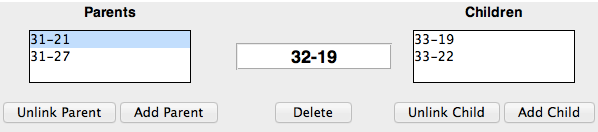 Parents
Children
31-21
31-27
32-19
33-19
33-22
Unlink Parent
Add Parent
Delete
Unlink Child
Add Child